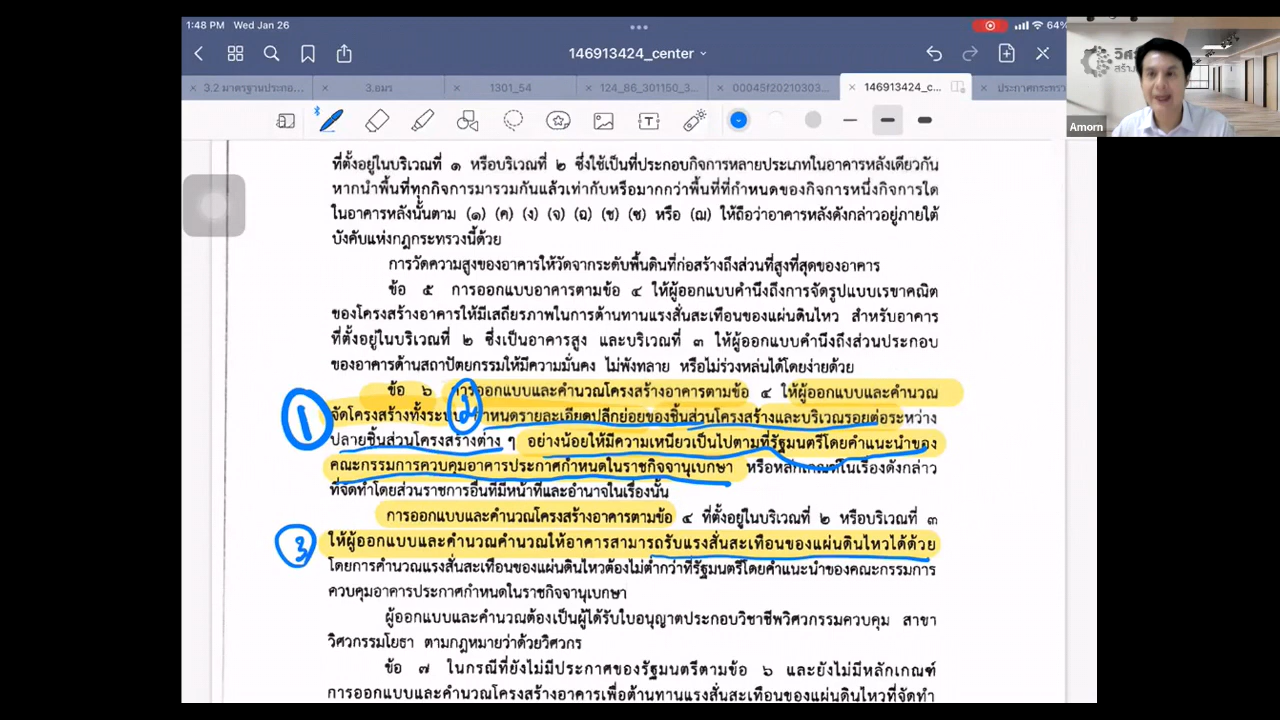 1:48 PM Wed Jan 26
64%
146913424_center
3.2 มาตรฐานประกอ...
3.อมร
1301_54
124_86_301150_3...
00045f20210303...
146913424_c...
ประกาศกระทรว
Amorn
ที่ตั้งอยู่ในบริเวณที่ ๑ หรือบริเวณที่ ๒ ซึ่งใช้เป็นที่ประกอบกิจการหลายประเภทในอาคารหลังเดียวกัน
หากนำพื้นที่ทุกกิจการมารวมกันแล้วเท่ากับหรือมากกว่าพื้นที่ที่กำหนดของกิจการหนึ่งกิจการใด
ในอาคารหลังนั้นตาม (๑) (ค) (ง) (จ) (ฉ) (ช) (ซ) หรือ (ฌ) ให้ถือว่าอาคารหลังดังกล่าวอยู่ภายใต้
บังคับแห่งกฎกระทรวงนี้ด้วย
การวัดความสูงของอาคารให้วัดจากระดับพื้นดินที่ก่อสร้างถึงส่วนที่สูงที่สุดของอาคาร
ข้อ ๕ การออกแบบอาคารตามข้อ ๔ ให้ผู้ออกแบบคำนึงถึงการจัดรูปแบบเรขาคณิต
ของโครงสร้างอาคารให้มีเสถียรภาพในการต้านทานแรงสั่นสะเทือนของแผ่นดินไหว สำหรับอาคาร
ที่ตั้งอยู่ในบริเวณที่ ๒ ซึ่งเป็นอาคารสูง และบริเวณที่ ๓ ให้ผู้ออกแบบคำนึงถึงส่วนประกอบ
ของอาคารด้านสถาปัตยกรรมให้มีความมั่นคง ไม่พังทลาย หรือไม่ร่วงหล่นได้โดยง่ายด้วย
ข้อ ๖ การออกแบบและคำนวณโครงสร้างอาคารตามข้อ ๔ ให้ผู้ออกแบบและคำนวณ
1 จัดโครงสร้างทั้งระบบ 2 กำหนดรายละเอียดปลีกย่อยของชิ้นส่วนโครงสร้างและบริเวณรอยต่อระหว่าง
ปลายชิ้นส่วนโครงสร้างต่าง ๆ อย่างน้อยให้มีความเหนียวเป็นไปตามที่รัฐมนตรีโดยคำแนะนำของ
คณะกรรมการควบคุมอาคารประกาศกำหนดในราชกิจจานุเบกษา หรือหลักเกณฑ์ในเรื่องดังกล่าว
ที่จัดทำโดยส่วนราชการอื่นที่มีหน้าที่และอำนาจในเรื่องนั้น
การออกแบบและคำนวณโครงสร้างอาคารตามข้อ ๔ ที่ตั้งอยู่ในบริเวณที่ ๒ หรือบริเวณที่ ๓
3 ให้ผู้ออกแบบและคำนวณคำนวณให้อาคารสามารถรับแรงสั่นสะเทือนของแผ่นดินไหวได้ด้วย
โดยการคำนวณแรงสั่นสะเทือนของแผ่นดินไหวต้องไม่ต่ำกว่าที่รัฐมนตรีโดยคำแนะนำของคณะกรรมการ
ควบคุมอาคารประกาศกำหนดในราชกิจจานุเบกษา
ผู้ออกแบบและคำนวณต้องเป็นผู้ได้รับใบอนุญาตประกอบวิชาชีพวิศวกรรมควบคุม สาขา
วิศวกรรมโยธา ตามกฎหมายว่าด้วยวิศวกร
ข้อ ๗ ในกรณีที่ยังไม่มีประกาศของรัฐมนตรีตามข้อ ๖ และยังไม่มีหลักเกณฑ์
การออกแบบและคำนวณโครงสร้างอาคารเพื่อต้านทานแรงสั่นสะเทือนของแผ่นดินไหวที่จัดทำ